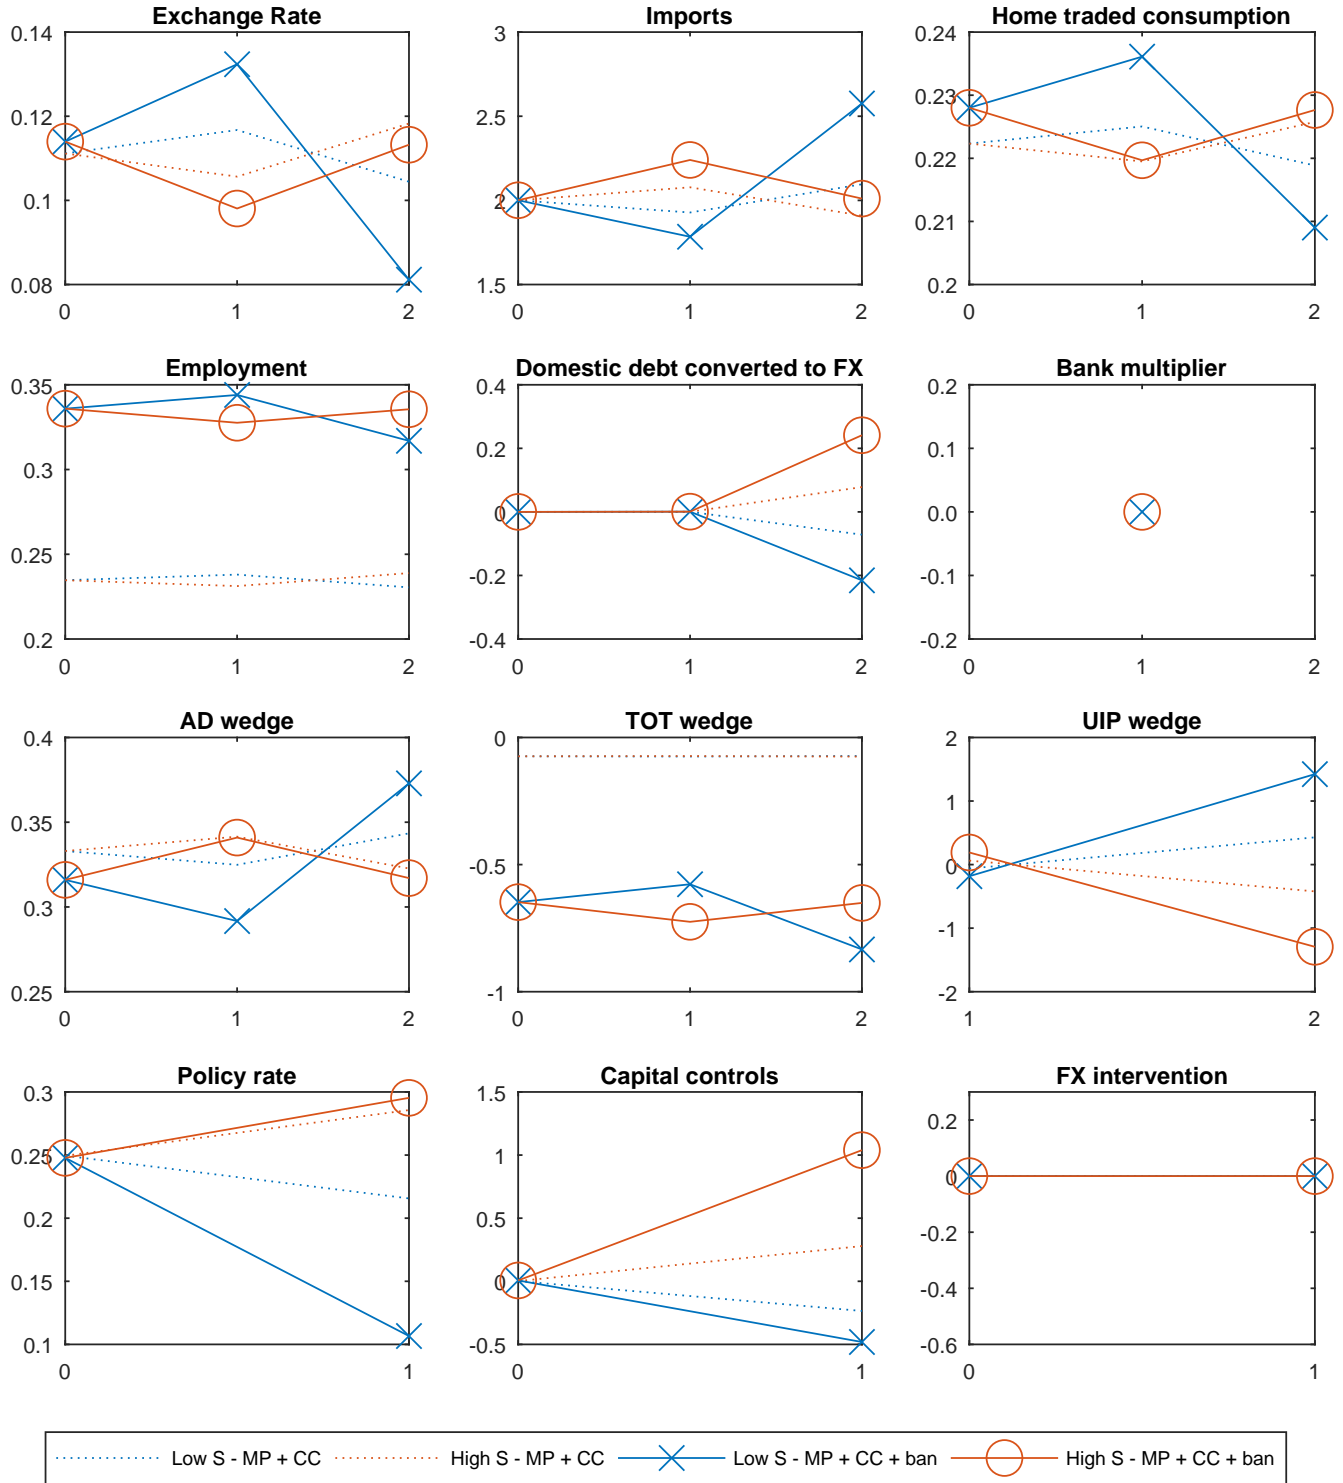 Exchange Rate
0.14
0.12
0.1
0.08
0 1 2
Imports
3
2.5
2
1.5
0 1 2
Home traded consumption
0.24
0.23
0.22
0.21
0.2
0 1 2
Employment
0.35
0.3
0.25
0.2
0 1 2
Domestic debt converted to FX
0.4
0.2
0
-0.2
-0.4
0 1 2
Bank multiplier
0.2
0.1
0.0
-0.1
-0.2
0 1 2
AD wedge
0.4
0.35
0.3
0.25
0 1 2
TOT wedge
0
-0.5
-1
0 1 2
UIP wedge
2
1
0
-1
-2
1 2
Policy rate
0.3
0.25
0.2
0.15
0.1
0 1
Capital controls
1.5
1
0.5
0
-0.5
0 1
FX intervention
0.2
0
-0.2
-0.4
-0.6
0 1
Low S - MP + CC High S - MP + CC Low S - MP + CC + ban High S - MP + CC + ban